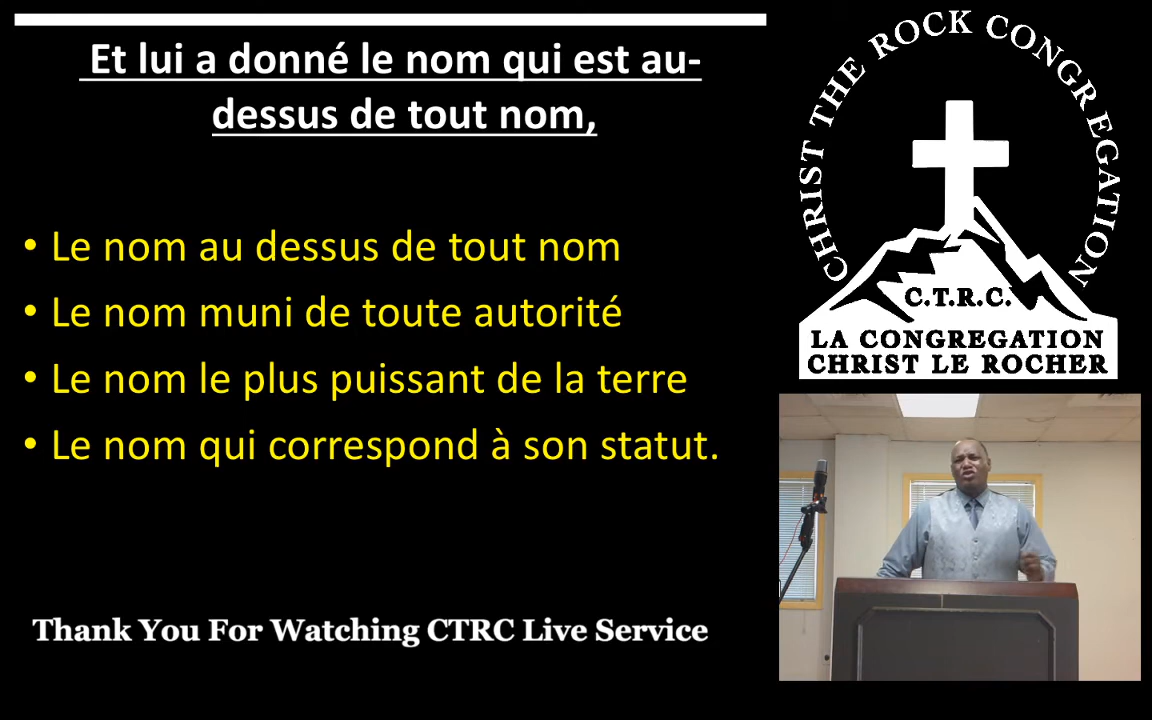 Et lui a donné le nom qui est au-
dessus de tout nom,
• Le nom au dessus de tout nom
• Le nom muni de toute autorité
• Le nom le plus puissant de la terre
• Le nom qui correspond à son statut.
Thank You For Watching CTRC Live Service
CHRIST THE ROCK CONGREGATION
C.T.R.C.
LA CONGREGATION
CHRIST LE ROCHER